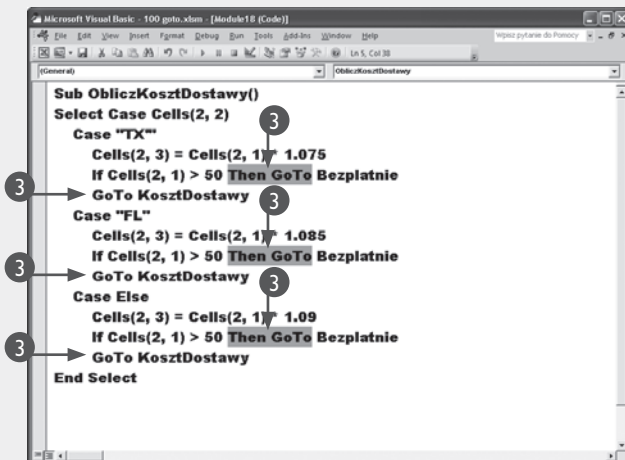 Microsoft Visual Basic - 100 goto.xlsm - [Module18 (Code)]
File Edit View Insert Format Debug Run Tools Add-Ins Window Help Wpisz pytanie do Pomocy
Ln 5, Col 38
(General) ObliczKosztDostawy
Sub ObliczKosztDostawy()
Select Case Cells(2, 2)
3
Case "TX"
Cells(2, 3) = Cells(2, 1) * 1.075
If Cells(2, 1) > 50 Then GoTo Bezplatnie
3 GoTo KosztDostawy
3
Case "FL"
Cells(2, 3) = Cells(2, 1) * 1.085
If Cells(2, 1) > 50 Then GoTo Bezplatnie
3 GoTo KosztDostawy
3
Case Else
Cells(2, 3) = Cells(2, 1) * 1.09
If Cells(2, 1) > 50 Then GoTo Bezplatnie
3 GoTo KosztDostawy
End Select